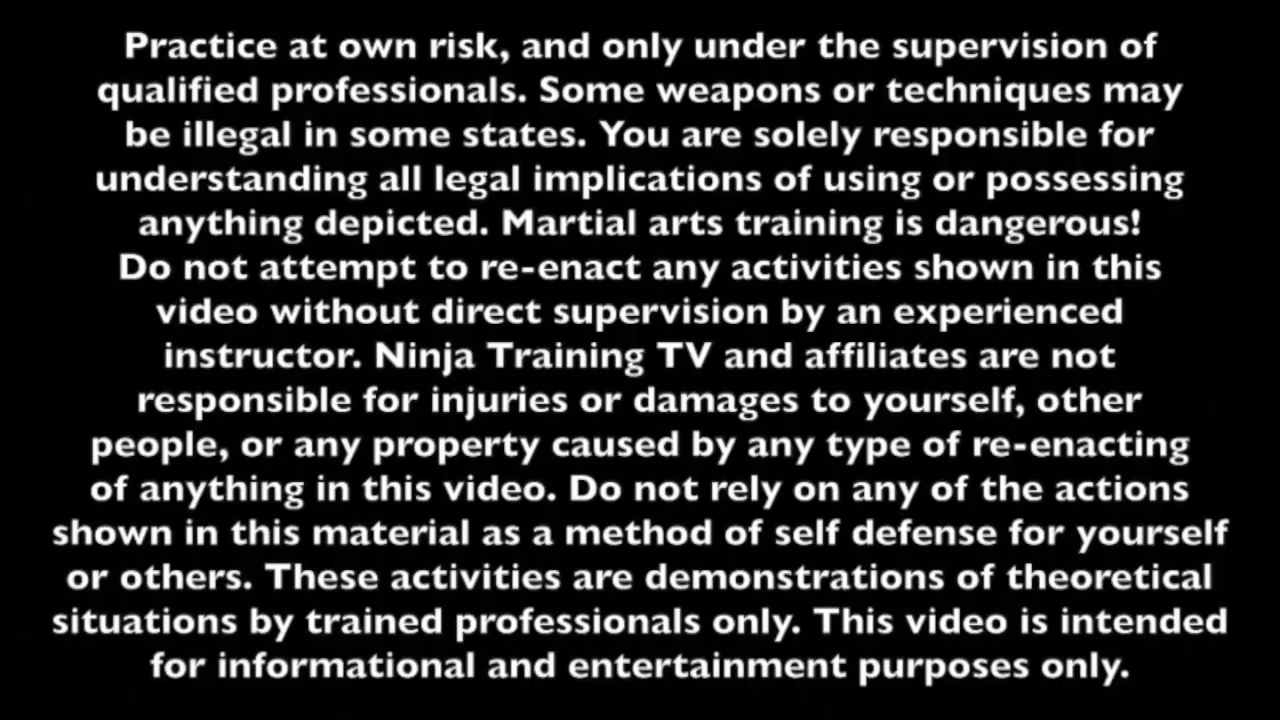 Practice at own risk, and only under the supervision of
qualified professionals. Some weapons or techniques may
be illegal in some states. You are solely responsible for
understanding all legal implications of using or possessing
anything depicted. Martial arts training is dangerous!
Do not attempt to re-enact any activities shown in this
video without direct supervision by an experienced
instructor. Ninja Training TV and affiliates are not
responsible for injuries or damages to yourself, other
people, or any property caused by any type of re-enacting
of anything in this video. Do not rely on any of the actions
shown in this material as a method of self defense for yourself
or others. These activities are demonstrations of theoretical
situations by trained professionals only. This video is intended
for informational and entertainment purposes only.